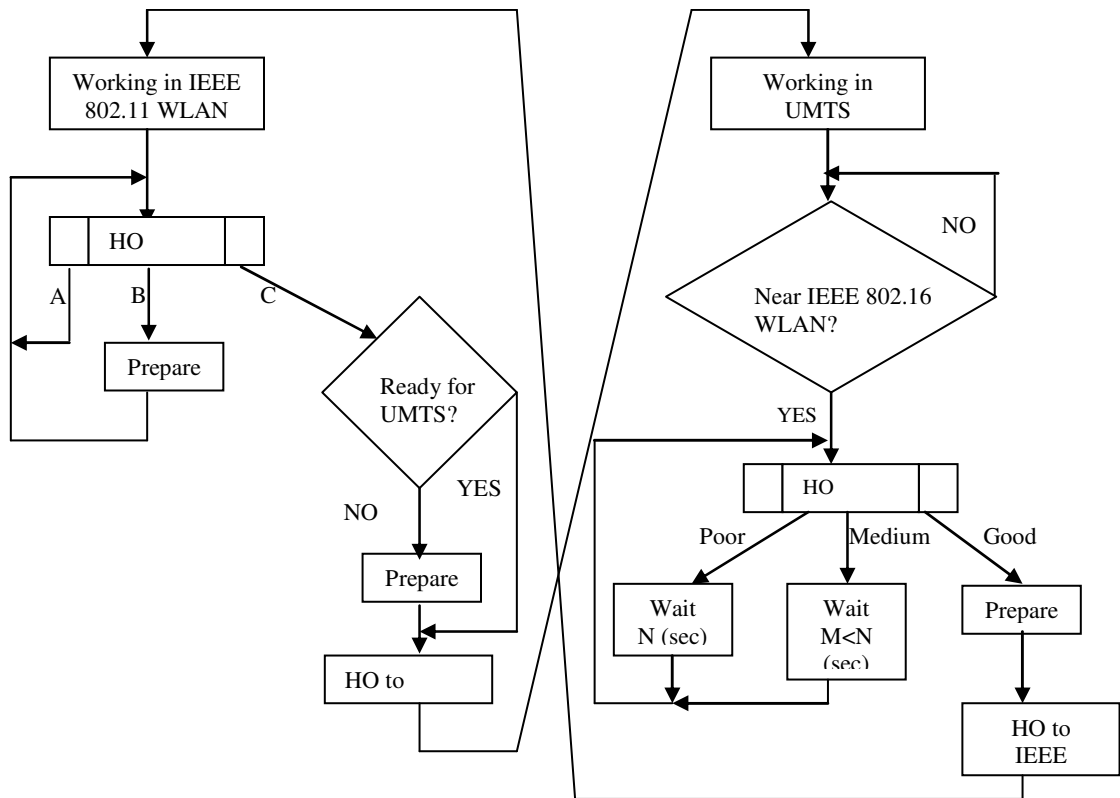 Working in IEEE
802.11 WLAN
HO
A
B
C
Prepare
Ready for
UMTS?
YES
NO
Prepare
HO to
Working in
UMTS
NO
Near IEEE 802.16
WLAN?
YES
HO
Poor
Medium
Good
Wait
N (sec)
Wait
M<N
(sec)
Prepare
HO to
IEEE